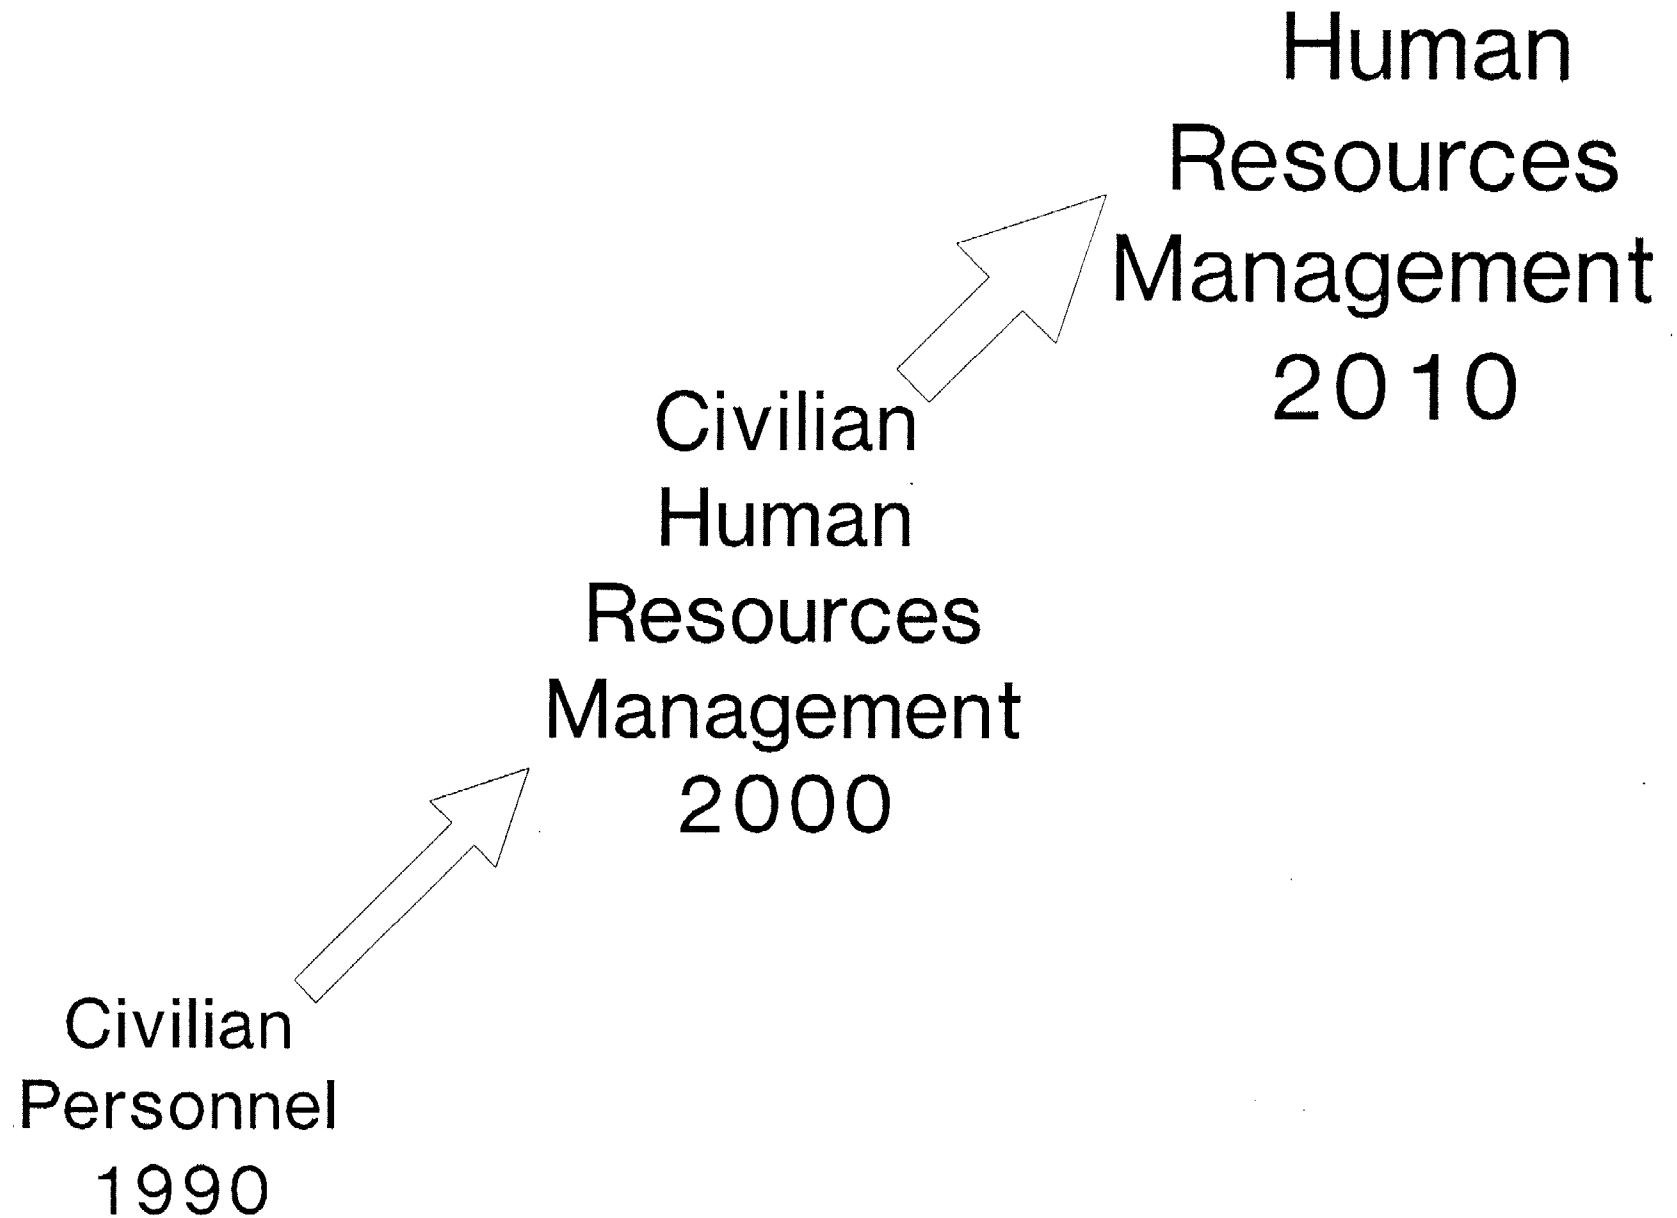 Human
Resources
Management
2010
Civilian
Human
Resources
Management
2000
Civilian
Personnel
1990